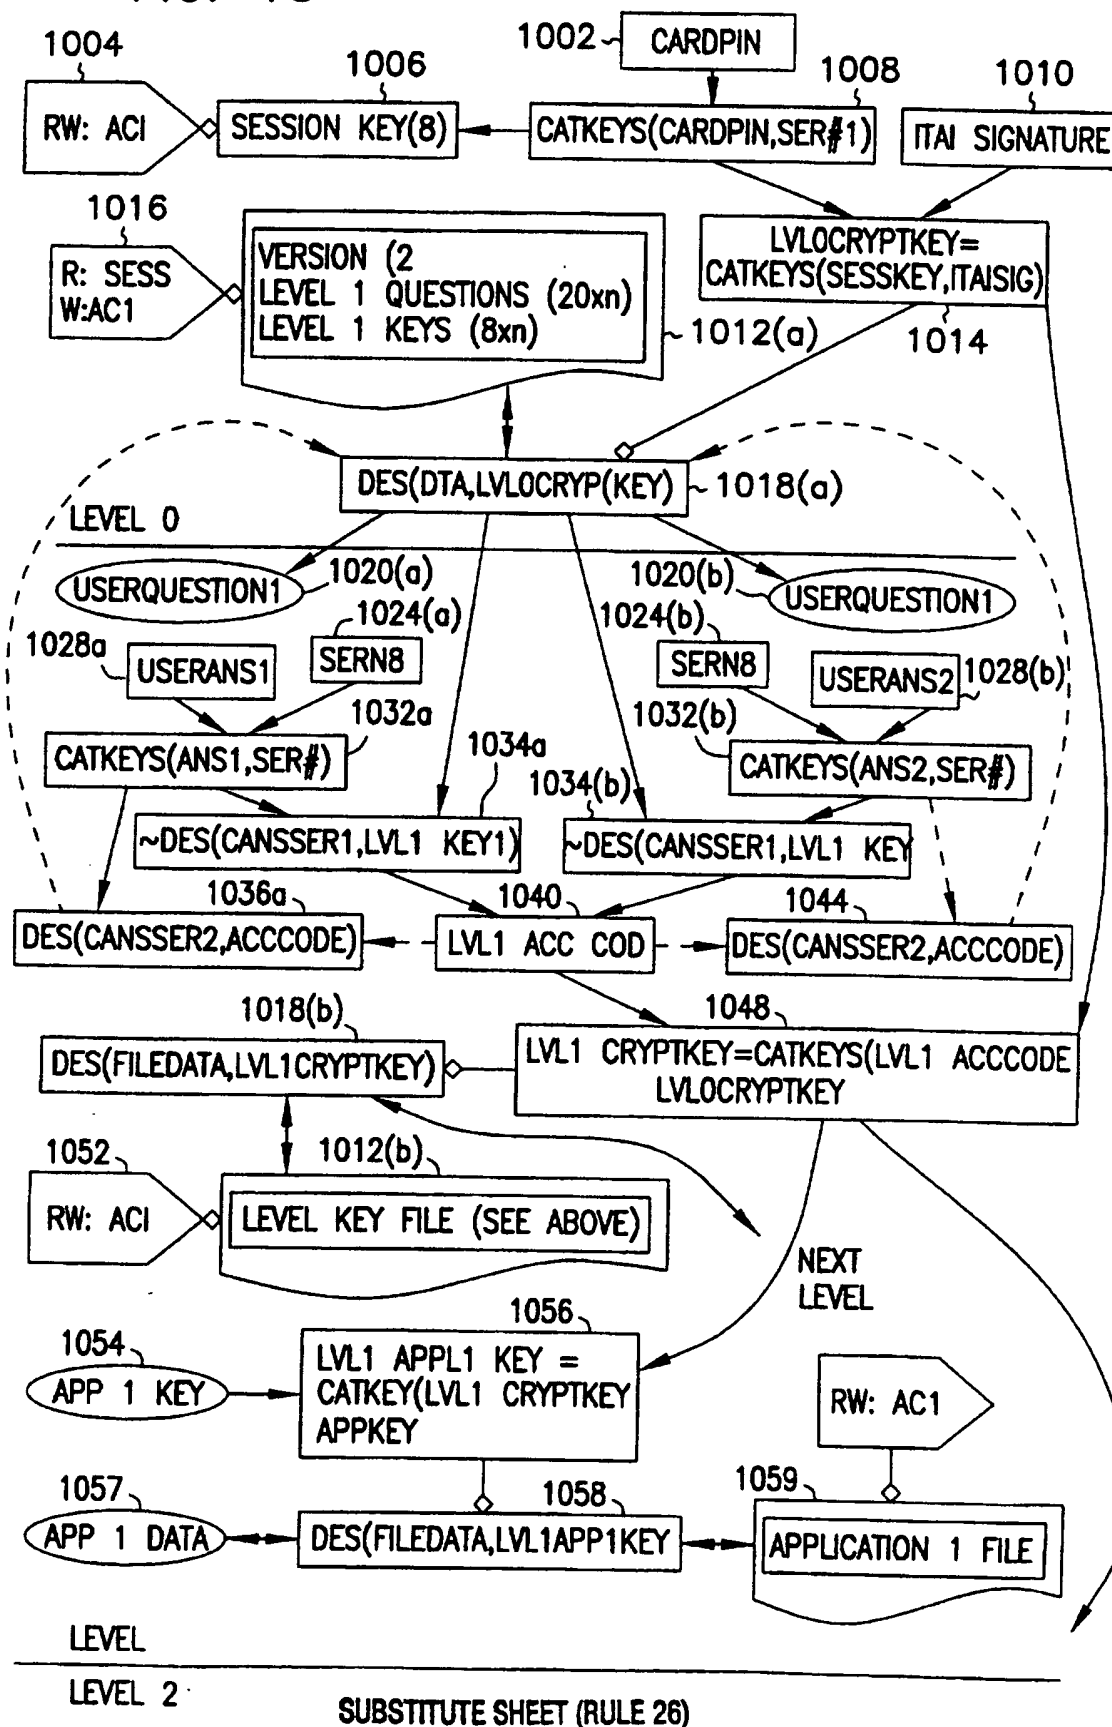 1002
CARDPIN
1004
1006
1008
1010
RW: ACI
SESSION KEY(8)
CATKEYS(CARDPIN,SER#1)
ITAI SIGNATURE
1016
R: SESS
W:AC1
VERSION (2
LEVEL 1 QUESTIONS (20xn)
LEVEL 1 KEYS (8xn)
1012(a)
LVLOCRYPTKEY=
CATKEYS(SESSKEY,ITAISIG)
1014
DES(DTA,LVLOCRYP(KEY)
1018(a)
LEVEL 0
USERQUESTION1
1020(a)
1020(b)
USERQUESTION1
1024(a)
1024(b)
1028a
USERANS1
SERN8
SERN8
USERANS2
1028(b)
1032a
1032(b)
CATKEYS(ANS1,SER#)
1034a
1034(b)
CATKEYS(ANS2,SER#)
~DES(CANSSER1,LVL1 KEY1)
~DES(CANSSER1,LVL1 KEY
1036a
1040
1044
DES(CANSSER2,ACCCODE)
LVL1 ACC COD
DES(CANSSER2,ACCCODE)
1018(b)
1048
DES(FILEDATA,LVL1CRYPTKEY)
LVL1 CRYPTKEY=CATKEYS(LVL1 ACCCODE
LVLOCRYPTKEY
1052
1012(b)
RW: ACI
LEVEL KEY FILE (SEE ABOVE)
NEXT
LEVEL
1054
1056
APP 1 KEY
LVL1 APPL1 KEY =
CATKEY(LVL1 CRYPTKEY
APPKEY
RW: AC1
1057
1058
1059
APP 1 DATA
DES(FILEDATA,LVL1APP1KEY
APPLICATION 1 FILE
LEVEL
LEVEL 2
SUBSTITUTE SHEET (RULE 26)